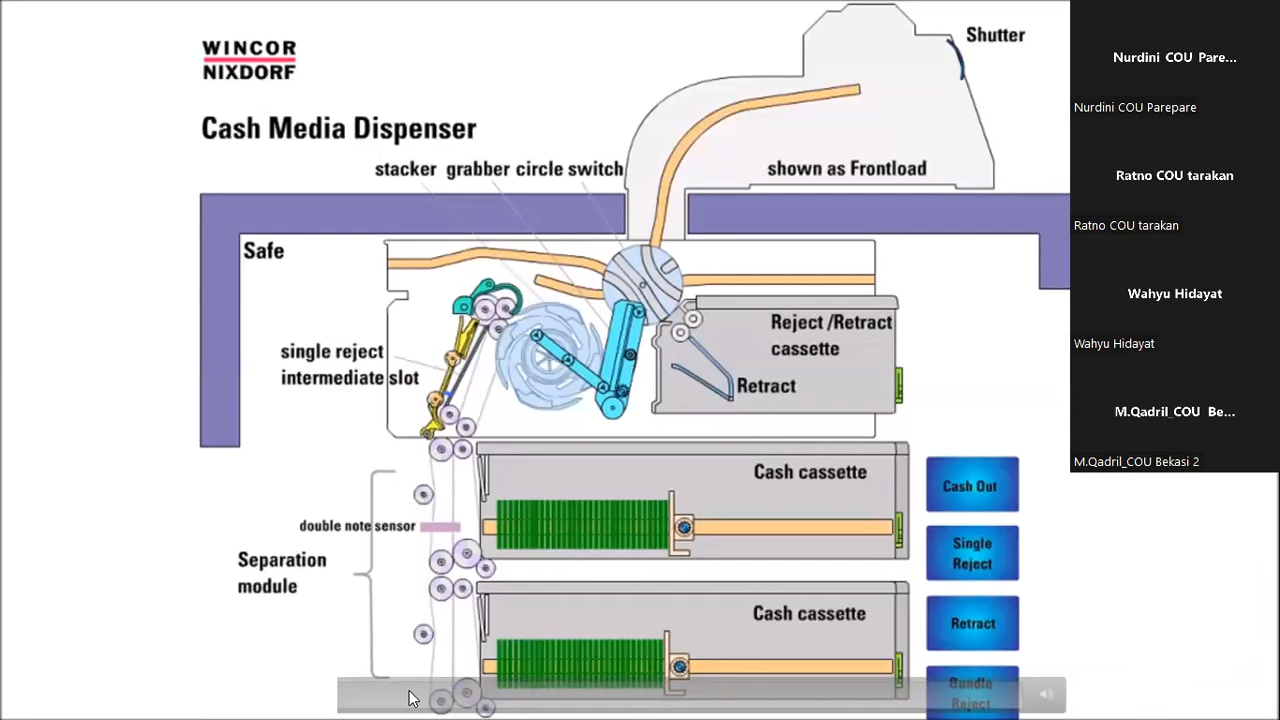 WINCOR
NIXDORF
Cash Media Dispenser
Shutter
stacker grabber circle switch
shown as Frontload
Safe
single reject
intermediate slot
Reject /Retract
cassette
Retract
Cash cassette
double note sensor
Separation
module
Cash cassette
Cash Out
Single
Reject
Retract
Bundle
Reject
Nurdini COU Pare...
Nurdini COU Parepare
Ratno COU tarakan
Ratno COU tarakan
Wahyu Hidayat
Wahyu Hidayat
M.Qadril_COU Be...
M.Qadril_COU Bekasi 2